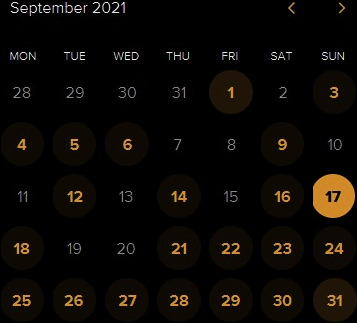 September 2021
MON TUE WED THU FRI SAT SUN
28 29 30 31 1 2 3
4 5 6 7 8 9 10
11 12 13 14 15 16 17
18 19 20 21 22 23 24
25 26 27 28 29 30 31